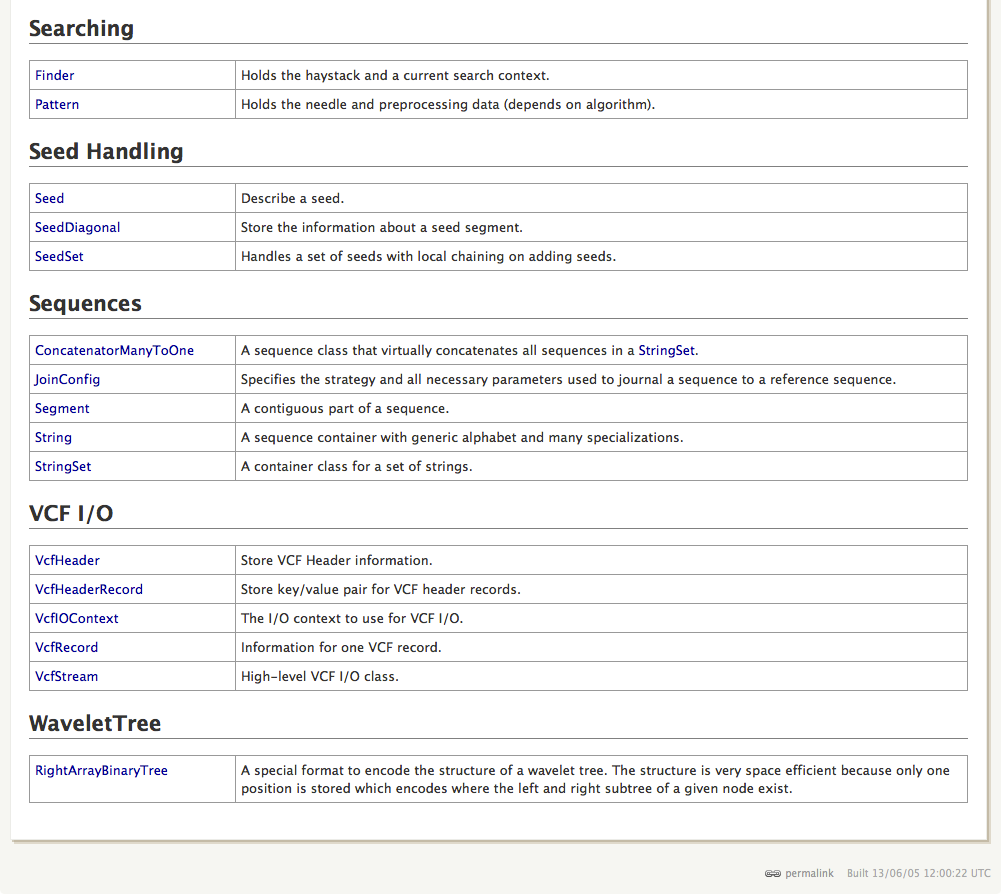 Searching
Finder Holds the haystack and a current search context.
Pattern Holds the needle and preprocessing data (depends on algorithm).
Seed Handling
Seed Describe a seed.
SeedDiagonal Store the information about a seed segment.
SeedSet Handles a set of seeds with local chaining on adding seeds.
Sequences
ConcatenatorManyToOne A sequence class that virtually concatenates all sequences in a StringSet.
JoinConfig Specifies the strategy and all necessary parameters used to journal a sequence to a reference sequence.
Segment A contiguous part of a sequence.
String A sequence container with generic alphabet and many specializations.
StringSet A container class for a set of strings.
VCF I/O
VcfHeader Store VCF Header information.
VcfHeaderRecord Store key/value pair for VCF header records.
VcfIOContext The I/O context to use for VCF I/O.
VcfRecord Information for one VCF record.
VcfStream High-level VCF I/O class.
WaveletTree
RightArrayBinaryTree A special format to encode the structure of a wavelet tree. The structure is very space efficient because only one
position is stored which encodes where the left and right subtree of a given node exist.
permalink Built 13/06/05 12:00:22 UTC